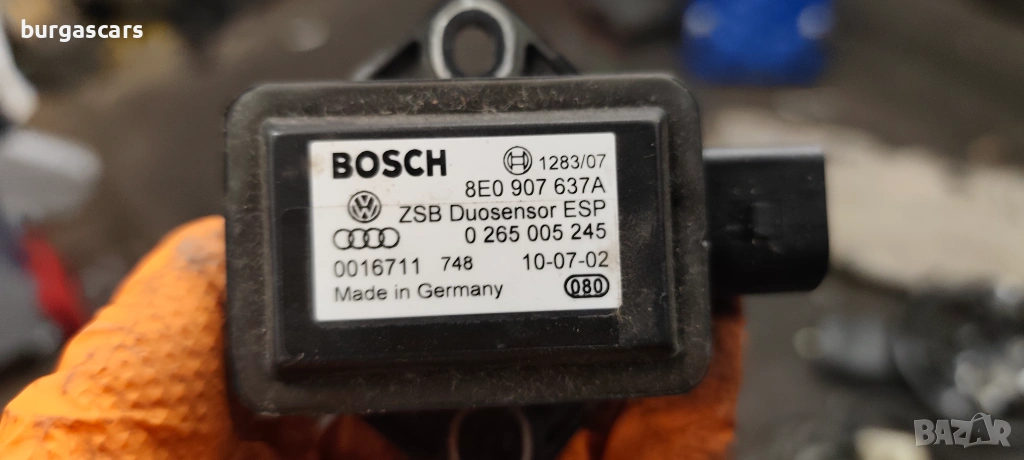 burgascars
BOSCH 1283/07
8E0 907 637A
ZSB Duosensor ESP
0 265 005 245
0016711 748 10-07-02
Made in Germany 080
BAZAR